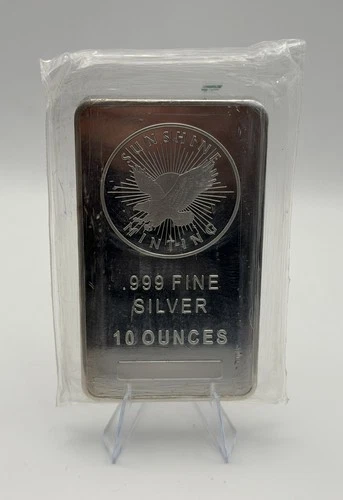 SUNSHINE
MINTING
.999 FINE
SILVER
10 OUNCES